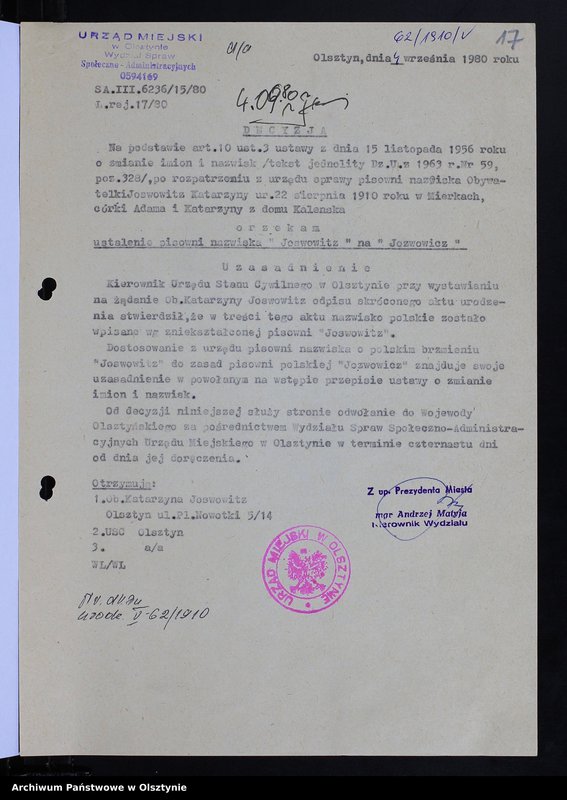 URZĄD MIEJSKI
w Olsztynie
Wydział Spraw
Społeczno-Administracyjnych
0594169
a/a
62/1910/V
17
Olsztyn, dnia 4 września 1980 roku
SA.III.6236/15/80
L.rej.17/80
4.09.80 r.
D E C Y Z J A
Na podstawie art.10 ust.3 ustawy z dnia 15 listopada 1956 roku
o zmianie imion i nazwisk /tekst jednolity Dz.U.z 1963 r.Nr 59,
poz.328/,po rozpatrzeniu z urzędu sprawy pisowni nazwiska Obywa-
telkiJoswowitz Katarzyny ur.22 sierpnia 1910 roku w Mierkach,
córki Adama i Katarzyny z domu Kalenska
o r z e k a m
ustalenie pisowni nazwiska " Joswowitz " na " Jozwowicz "
U z a s a d n i e n i e
Kierownik Urzędu Stanu Cywilnego w Olsztynie przy wystawianiu
na żądanie Ob.Katarzyny Joswowitz odpisu skróconego aktu urodze-
nia stwierdził,że w treści tego aktu nazwisko polskie zostało
wpisane wg zniekształconej pisowni "Joswowitz".
Dostosowanie z urzędu pisowni nazwiska o polskim brzmieniu
"Joswowitz" do zasad pisowni polskiej "Jozwowicz" znajduje swoje
uzasadnienie w powołanym na wstępie przepisie ustawy o zmianie
imion i nazwisk.
Od decyzji niniejszej służy stronie odwołanie do Wojewody
Olsztyńskiego za pośrednictwem Wydziału Spraw Społeczno-Administra-
cyjnych Urzędu Miejskiego w Olsztynie w terminie czternastu dni
od dnia jej doręczenia.
Otrzymują:
1.Ob.Katarzyna Joswowitz
Olsztyn ul.Pl.Nowotki 5/14
2.USC Olsztyn
3. a/a
WL/WL
Z up. Prezydenta Miasta
mgr Andrzej Matyja
Kierownik Wydziału
URZĄD MIEJSKI W OLSZTYNIE
urodz. V-62/1910
Archiwum Państwowe w Olsztynie